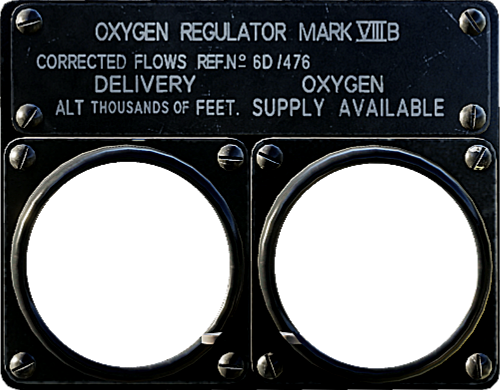 OXYGEN REGULATOR MARK VIII B
CORRECTED FLOWS REF.Nº 6D/476
DELIVERY OXYGEN
ALT THOUSANDS OF FEET. SUPPLY AVAILABLE